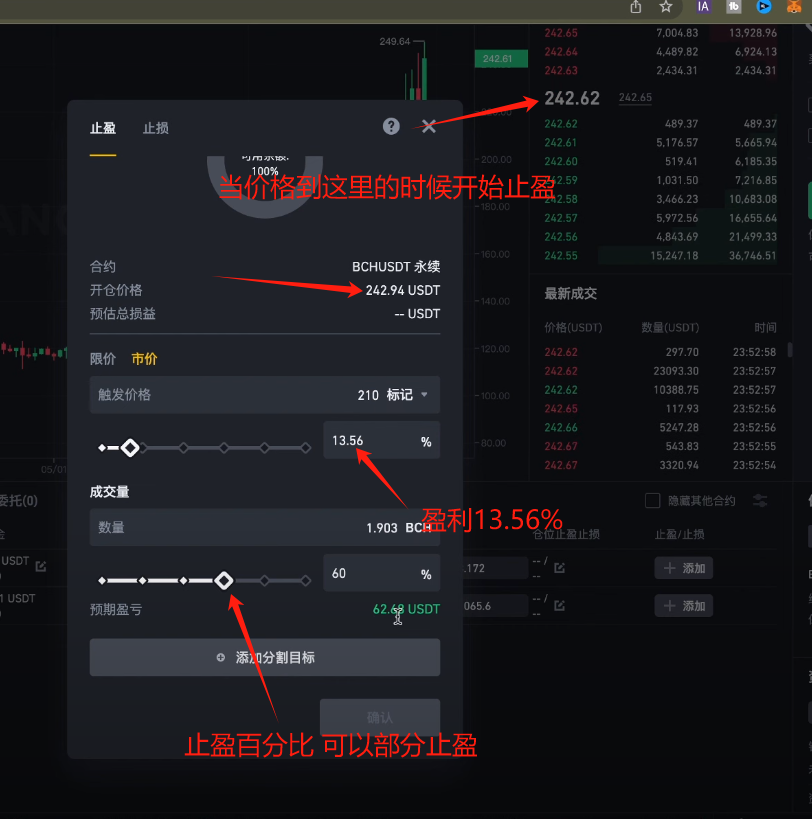 IA
249.64
242.61
242.65 7,004.83 13,928.96
242.64 4,489.82 6,924.13
242.63 2,434.31 2,434.31
242.62 242.65
242.62 489.37 489.37
242.61 5,176.57 5,665.94
242.60 519.41 6,185.35
242.59 1,031.50 7,216.85
242.58 3,466.23 10,683.08
242.57 5,972.56 16,655.64
242.56 4,843.69 21,499.33
242.55 15,247.18 36,746.51
止盈 止损
100%
当价格到这里的时候开始止盈
200.00
180.00
160.00
140.00
120.00
100.00
80.00
合约 BCHUSDT 永续
开仓价格 242.94 USDT
预估总损益 -- USDT
限价 市价
触发价格 210 标记
13.56 %
盈利13.56%
成交量
数量 1.903 BCH
60 %
预期盈亏 62.68 USDT
添加分割目标
确认
止盈百分比 可以部分止盈
最新成交
价格(USDT) 数量(USDT) 时间
242.62 297.70 23:52:58
242.62 23093.30 23:52:57
242.62 10388.75 23:52:57
242.65 117.93 23:52:56
242.66 5247.28 23:52:56
242.67 543.83 23:52:55
242.67 3320.94 23:52:54
05/01
委托(0)
隐藏其他合约
仓位止盈止损 止盈/止损
USDT
.172 -- / -- 添加
USDT
065.6 -- / -- 添加